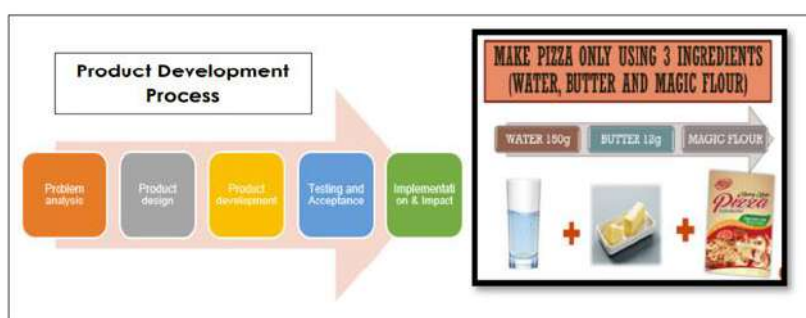 Product Development
Process
Problem
analysis
Product
design
Product
development
Testing and
Acceptance
Implementati
on & Impact
MAKE PIZZA ONLY USING 3 INGREDIENTS
(WATER, BUTTER AND MAGIC FLOUR)
WATER 150g
BUTTER 12g
MAGIC FLOUR
Pizza